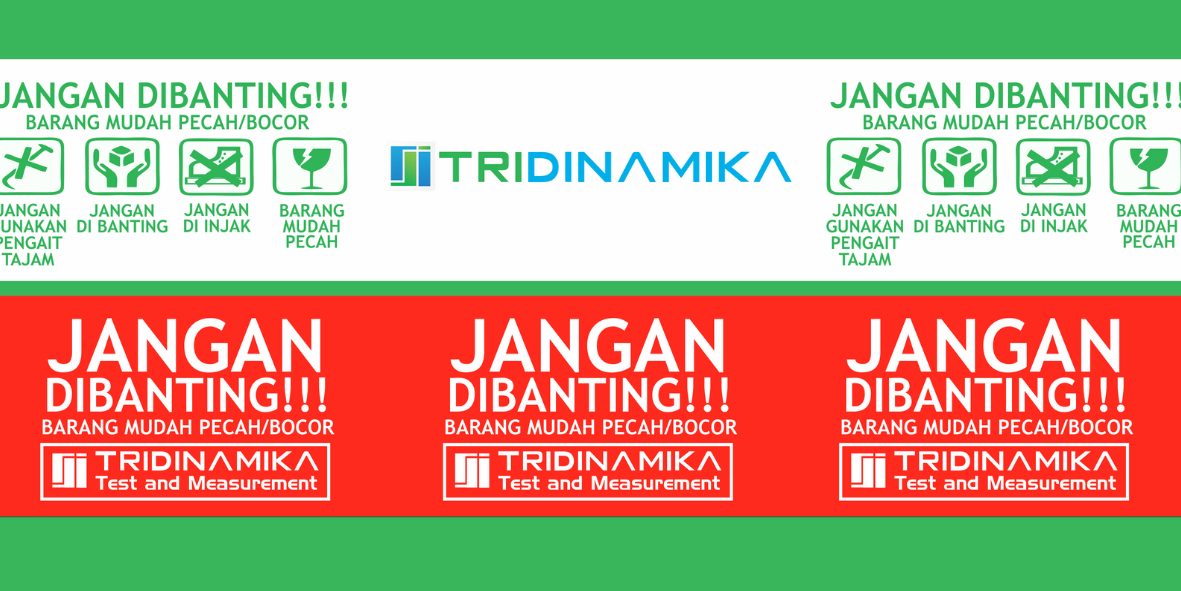 JANGAN DIBANTING!!!
BARANG MUDAH PECAH/BOCOR
JANGAN
GUNAKAN
PENGAIT
TAJAM
JANGAN
DI BANTING
JANGAN
DI INJAK
BARANG
MUDAH
PECAH
TRIDINAMIKA
JANGAN DIBANTING!!!
BARANG MUDAH PECAH/BOCOR
JANGAN
GUNAKAN
PENGAIT
TAJAM
JANGAN
DI BANTING
JANGAN
DI INJAK
BARANG
MUDAH
PECAH
JANGAN
DIBANTING!!!
BARANG MUDAH PECAH/BOCOR
TRIDINAMIKA
Test and Measurement
JANGAN
DIBANTING!!!
BARANG MUDAH PECAH/BOCOR
TRIDINAMIKA
Test and Measurement
JANGAN
DIBANTING!!!
BARANG MUDAH PECAH/BOCOR
TRIDINAMIKA
Test and Measurement